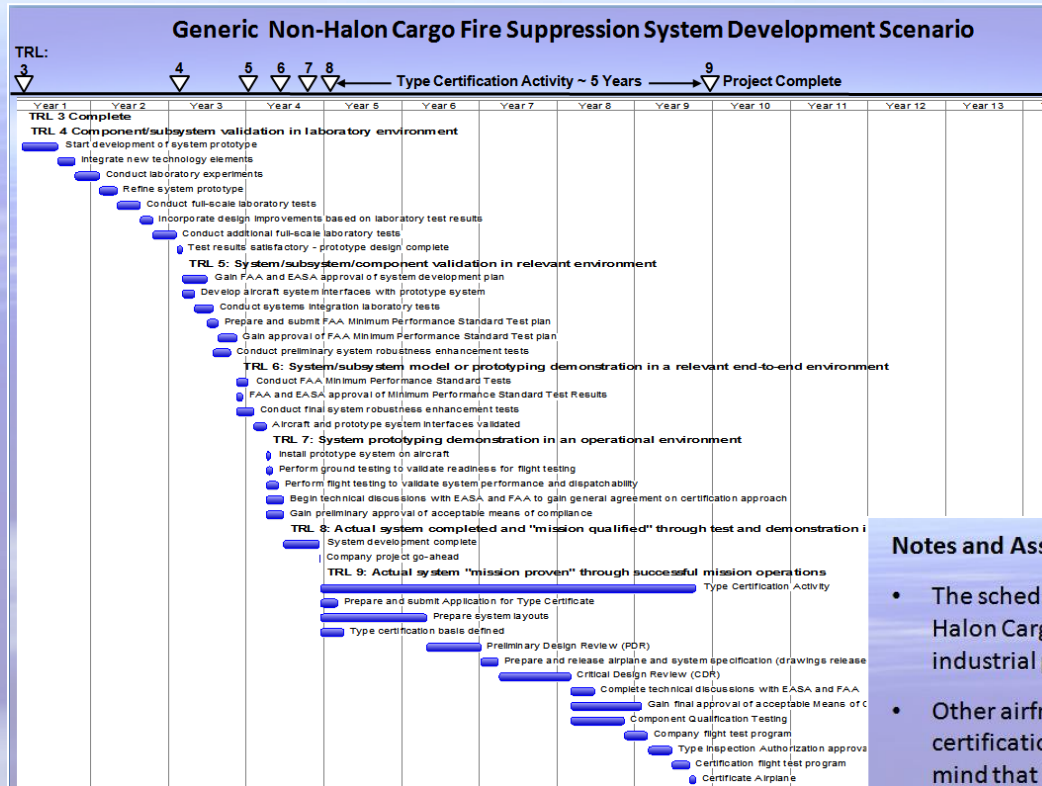 Generic Non-Halon Cargo Fire Suppression System Development Scenario
TRL:
3 4 5 6 7 8 9
Type Certification Activity ~ 5 Years
Project Complete
Year 1 Year 2 Year 3 Year 4 Year 5 Year 6 Year 7 Year 8 Year 9 Year 10 Year 11 Year 12 Year 13
TRL 3 Complete
TRL 4 Component/subsystem validation in laboratory environment
Start development of system prototype
Integrate new technology elements
Conduct laboratory experiments
Refine system prototype
Conduct full-scale laboratory tests
Incorporate design improvements based on laboratory test results
Conduct additional full-scale laboratory tests
Test results satisfactory - prototype design complete
TRL 5: System/subsystem/component validation in relevant environment
Gain FAA and EASA approval of system development plan
Develop aircraft system interfaces with prototype system
Conduct systems integration laboratory tests
Prepare and submit FAA Minimum Performance Standard Test plan
Gain approval of FAA Minimum Performance Standard Test plan
Conduct preliminary system robustness enhancement tests
TRL 6: System/subsystem model or prototyping demonstration in a relevant end-to-end environment
Conduct FAA Minimum Performance Standard Tests
FAA and EASA approval of Minimum Performance Standard Test Results
Conduct final system robustness enhancement tests
Aircraft and prototype system interfaces validated
TRL 7: System prototyping demonstration in an operational environment
Install prototype system on aircraft
Perform ground testing to validate readiness for flight testing
Perform flight testing to validate system performance and dispatchability
Begin technical discussions with EASA and FAA to gain general agreement on certification approach
Gain preliminary approval of acceptable means of compliance
TRL 8: Actual system completed and "mission qualified" through test and demonstration i
System development complete
Company project go-ahead
TRL 9: Actual system "mission proven" through successful mission operations
Type Certification Activity
Prepare and submit Application for Type Certificate
Prepare system layouts
Type certification basis defined
Preliminary Design Review (PDR)
Prepare and release airplane and system specification (drawings release
Critical Design Review (CDR)
Complete technical discussions with EASA and FAA
Gain final approval of acceptable Means of C
Component Qualification Testing
Company flight test program
Type Inspection Authorization approva
Certification flight test program
Certificate Airplane
Notes and Ass
• The sched
Halon Carg
industrial
• Other airfr
certificatio
mind that